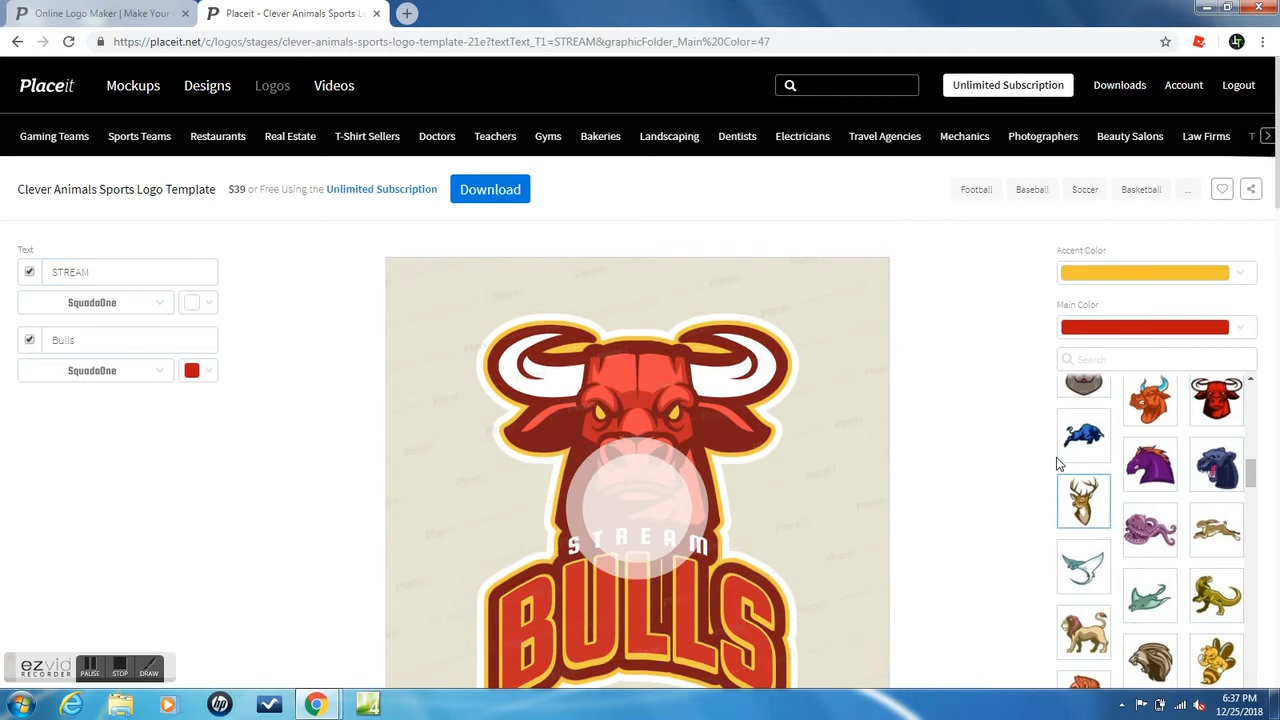 Online Logo Maker | Make Your
Placeit - Clever Animals Sports L
https://placeit.net/c/logos/stages/clever-animals-sports-logo-template-21e?textText_T1=STREAM&graphicFolder_Main%20Color=47
Placeit Mockups Designs Logos Videos Unlimited Subscription Downloads Account Logout
Gaming Teams Sports Teams Restaurants Real Estate T-Shirt Sellers Doctors Teachers Gyms Bakeries Landscaping Dentists Electricians Travel Agencies Mechanics Photographers Beauty Salons Law Firms T
Clever Animals Sports Logo Template $39 or Free Using the Unlimited Subscription Download Football Baseball Soccer Basketball ...
Text
STREAM
SquadaOne
Bulls
SquadaOne
Accent Color
Main Color
Search
STREAM
BULLS
ezvid
RECORDER
PAUSE STOP DRAW
6:37 PM
12/25/2018